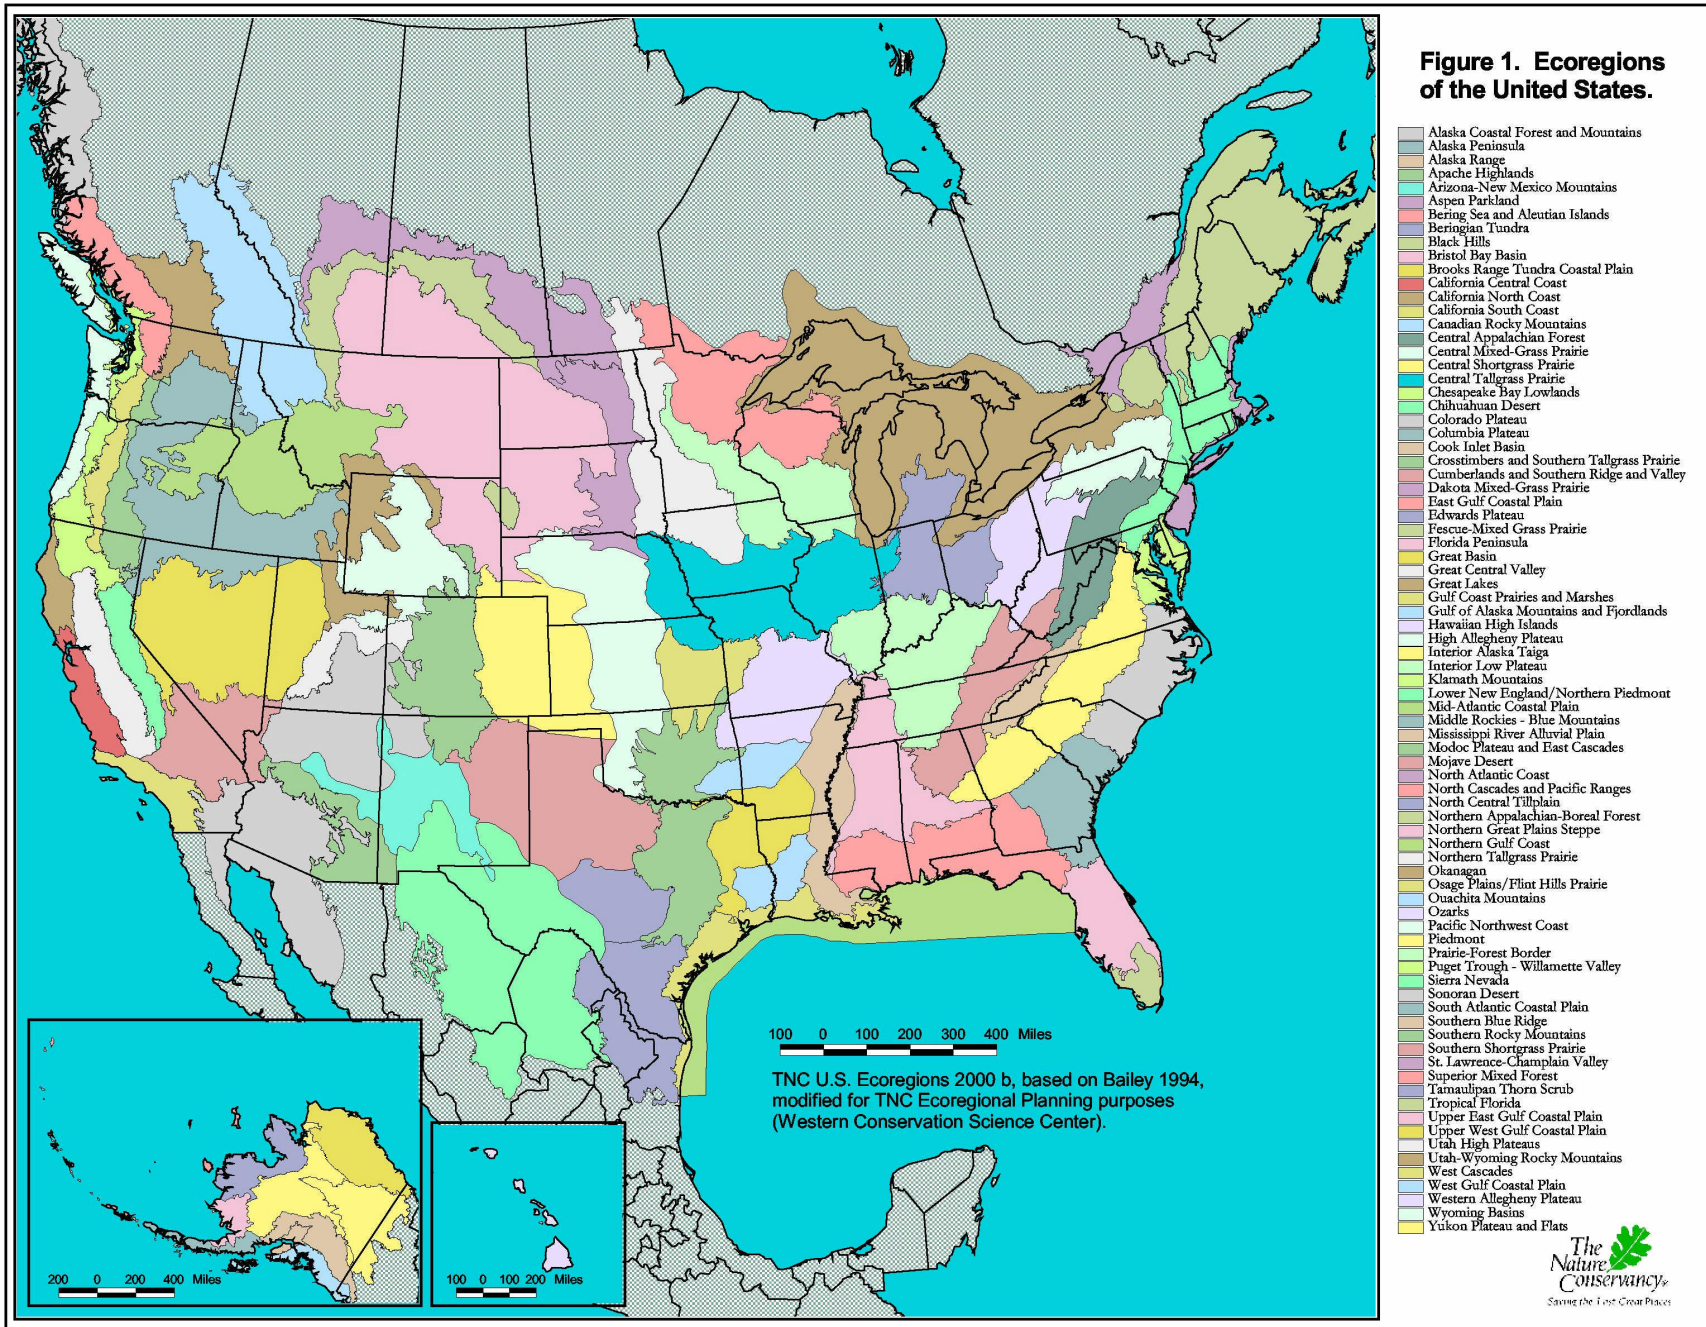 Figure 1.  Ecoregions
of the United States.
Alaska Coastal Forest and Mountains
Alaska Peninsula
Alaska Range
Apache Highlands
Arizona-New Mexico Mountains
Aspen Parkland
Bering Sea and Aleutian Islands
Beringian Tundra
Black Hills
Bristol Bay Basin
Brooks Range Tundra Coastal Plain
California Central Coast
California North Coast
California South Coast
Canadian Rocky Mountains
Central Appalachian Forest
Central Mixed-Grass Prairie
Central Shortgrass Prairie
Central Tallgrass Prairie
Chesapeake Bay Lowlands
Chihuahuan Desert
Colorado Plateau
Columbia Plateau
Cook Inlet Basin
Crosstimbers and Southern Tallgrass Prairie
Cumberlands and Southern Ridge and Valley
Dakota Mixed-Grass Prairie
East Gulf Coastal Plain
Edwards Plateau
Fescue-Mixed Grass Prairie
Florida Peninsula
Great Basin
Great Central Valley
Great Lakes
Gulf Coast Prairies and Marshes
Gulf of Alaska Mountains and Fjordlands
Hawaiian High Islands
High Allegheny Plateau
Interior Alaska Taiga
Interior Low Plateau
Klamath Mountains
Lower New England/Northern Piedmont
Mid-Atlantic Coastal Plain
Middle Rockies - Blue Mountains
Mississippi River Alluvial Plain
Modoc Plateau and East Cascades
Mojave Desert
North Atlantic Coast
North Cascades and Pacific Ranges
North Central Tillplain
Northern Appalachian-Boreal Forest
Northern Great Plains Steppe
Northern Gulf Coast
Northern Tallgrass Prairie
Okanagan
Osage Plains/Flint Hills Prairie
Ouachita Mountains
Ozarks
Pacific Northwest Coast
Piedmont
Prairie-Forest Border
Puget Trough - Willamette Valley
Sierra Nevada
Sonoran Desert
South Atlantic Coastal Plain
Southern Blue Ridge
Southern Rocky Mountains
Southern Shortgrass Prairie
St. Lawrence-Champlain Valley
Superior Mixed Forest
Tamaulipan Thorn Scrub
Tropical Florida
Upper East Gulf Coastal Plain
Upper West Gulf Coastal Plain
Utah High Plateaus
Utah-Wyoming Rocky Mountains
West Cascades
West Gulf Coastal Plain
Western Allegheny Plateau
Wyoming Basins
Yukon Plateau and Flats
100 0 100 200 300 400 Miles
TNC U.S. Ecoregions 2000 b, based on Bailey 1994,
modified for TNC Ecoregional Planning purposes
(Western Conservation Science Center).
200 0 200 400 Miles
100 0 100 200 Miles
The
Nature
Conservancy®
Saving the Last Great Places